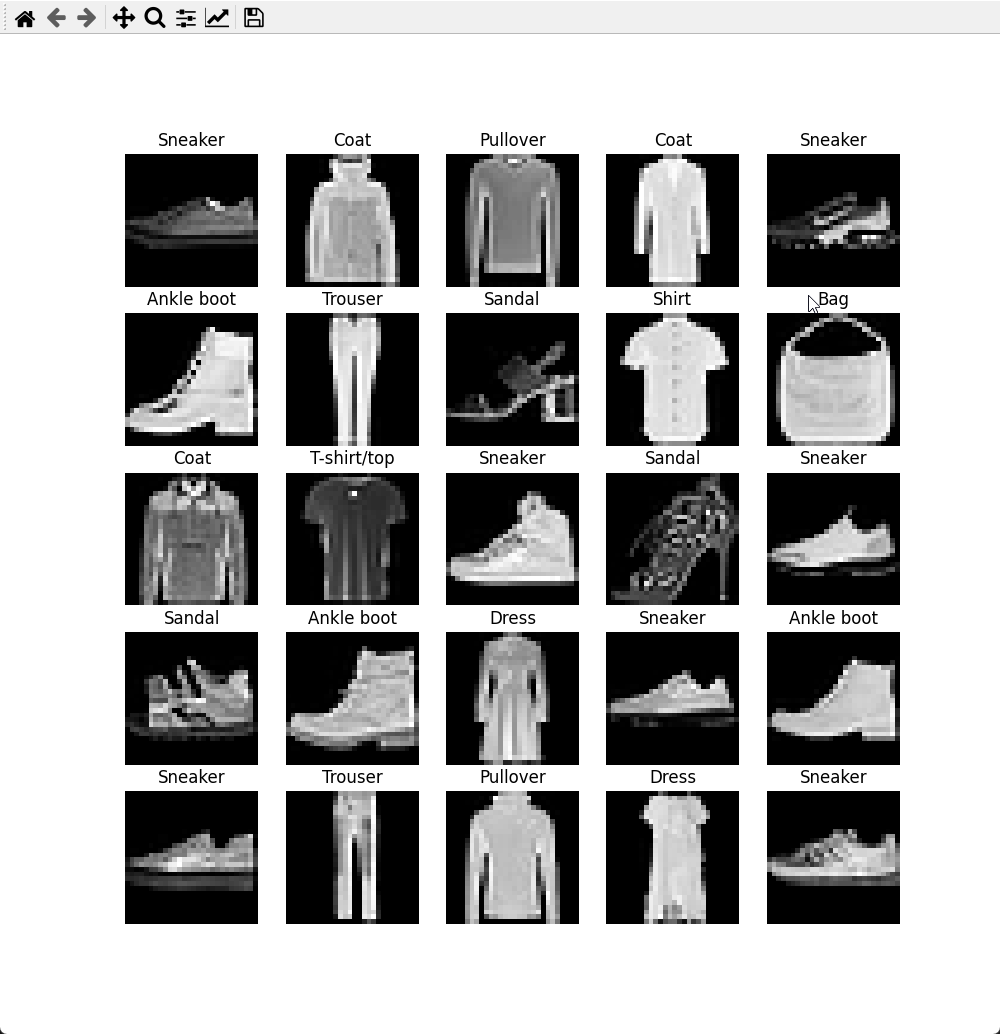 Sneaker Coat Pullover Coat Sneaker
Ankle boot Trouser Sandal Shirt Bag
Coat T-shirt/top Sneaker Sandal Sneaker
Sandal Ankle boot Dress Sneaker Ankle boot
Sneaker Trouser Pullover Dress Sneaker